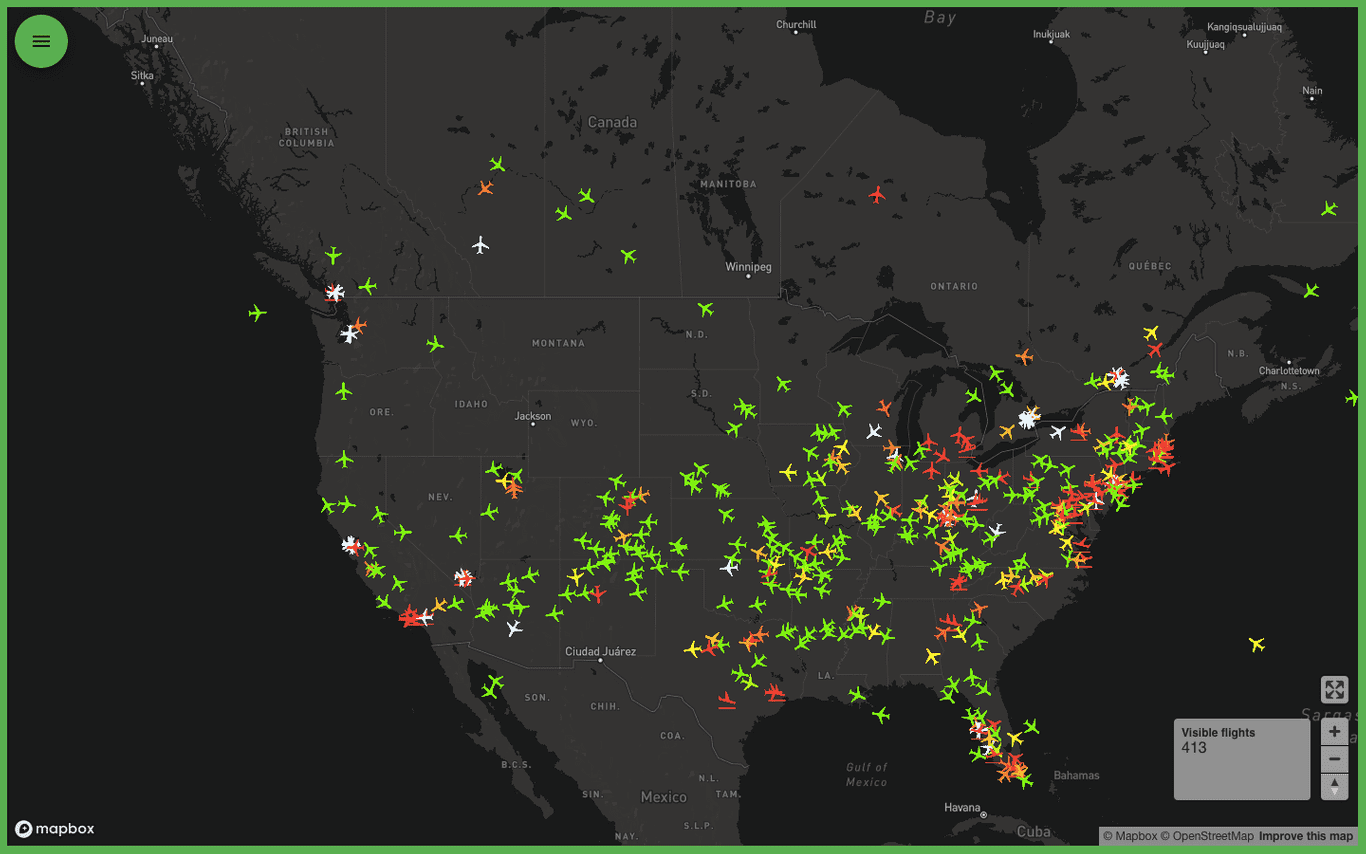 Bay
Churchill
Kangiqsualujjuaq
Juneau
Inukjuak
Kuujjuaq
Sitka
Nain
Canada
BRITISH
COLUMBIA
MANITOBA
Winnipeg
QUÉBEC
ONTARIO
N.D.
MONTANA
N.B.
Charlottetown
N.S.
S.D.
IDAHO
ORE.
Jackson
WYO.
NEV.
Ciudad Juárez
LA.
SON.
CHIH.
COA.
Visible flights
413
B.C.S.
Gulf of
Mexico
Bahamas
N.L.
SIN.
Mexico
TAM.
Havana
S.L.P.
Cuba
NAY.
mapbox
© Mapbox © OpenStreetMap Improve this map